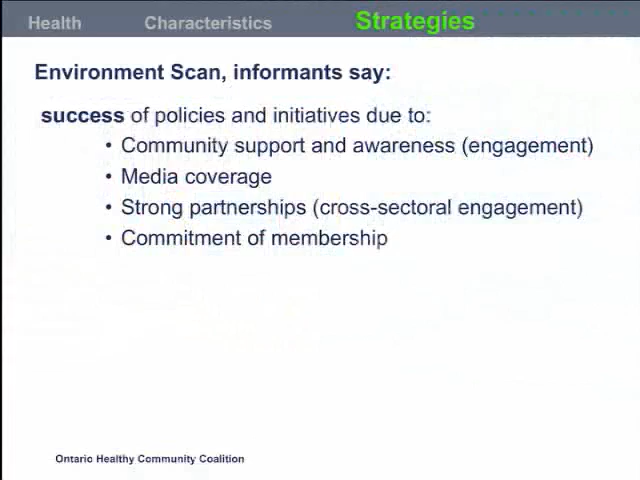 Health Characteristics Strategies
Environment Scan, informants say:
success of policies and initiatives due to:
• Community support and awareness (engagement)
• Media coverage
• Strong partnerships (cross-sectoral engagement)
• Commitment of membership
Ontario Healthy Community Coalition